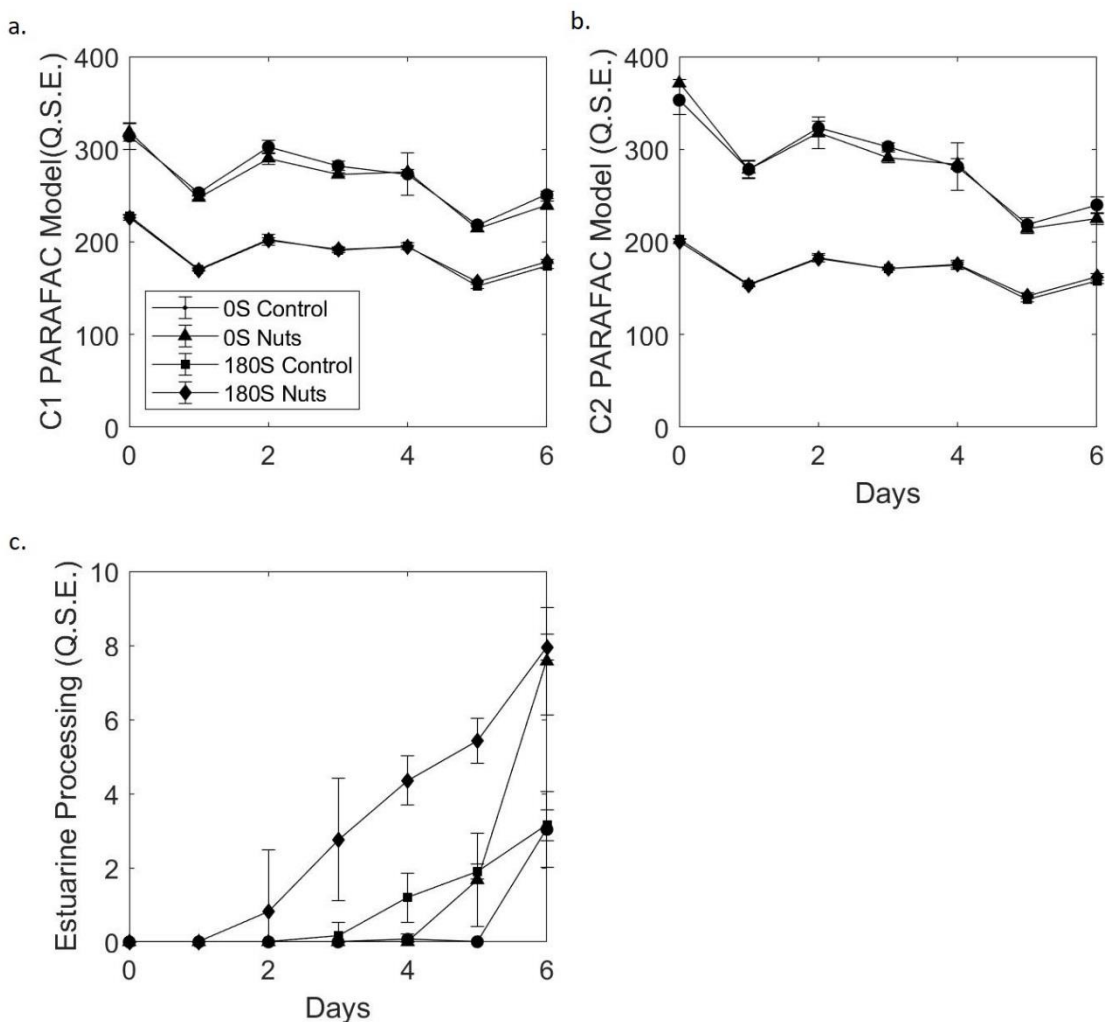 a.
C1 PARAFAC Model(Q.S.E.)
400
300
200
100
0
0S Control
0S Nuts
180S Control
180S Nuts
0 2 4 6
b.
C2 PARAFAC Model (Q.S.E.)
400
300
200
100
0
0 2 4 6
Days
c.
Estuarine Processing (Q.S.E.)
10
8
6
4
2
0
0 2 4 6
Days